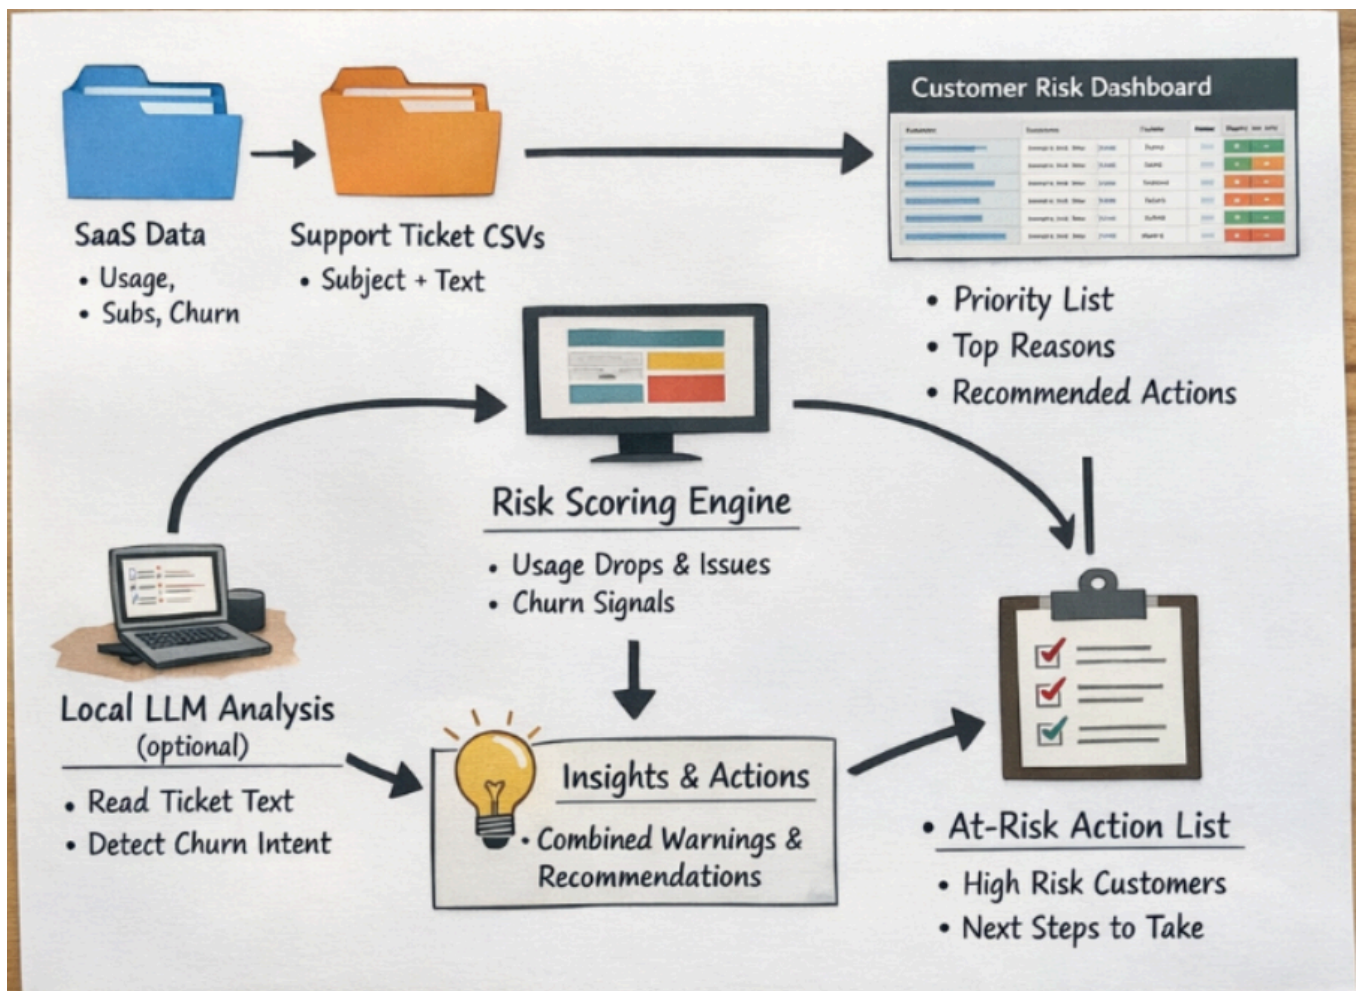 Customer Risk Dashboard
SaaS Data
• Usage,
• Subs, Churn
Support Ticket CSVs
• Subject + Text
• Priority List
• Top Reasons
• Recommended Actions
Risk Scoring Engine
• Usage Drops & Issues
• Churn Signals
Local LLM Analysis
(optional)
• Read Ticket Text
• Detect Churn Intent
Insights & Actions
• Combined Warnings &
Recommendations
• At-Risk Action List
• High Risk Customers
• Next Steps to Take